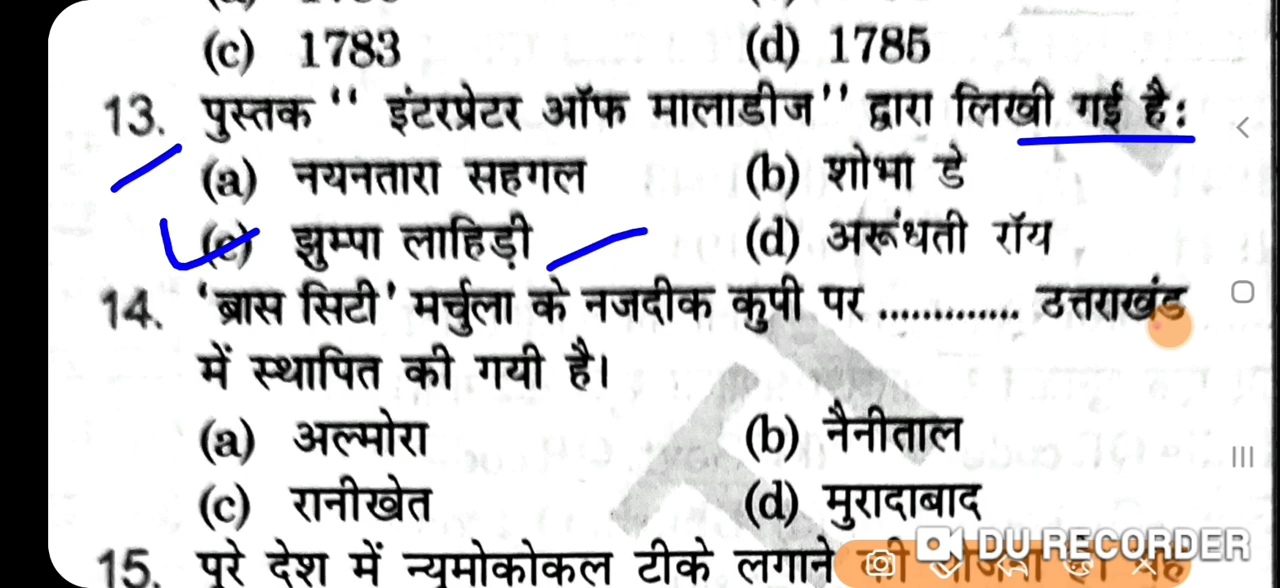 (c) 1783 (d) 1785
13. पुस्तक " इंटरप्रेटर ऑफ मालाडीज" द्वारा लिखी गई है:
(a) नयनतारा सहगल (b) शोभा डे
(c) झुम्पा लाहिड़ी (d) अरूंधती रॉय
14. 'ब्रास सिटी' मर्चुला के नजदीक कुपी पर ............. उत्तराखंड
में स्थापित की गयी है।
(a) अल्मोरा (b) नैनीताल
(c) रानीखेत (d) मुरादाबाद
15. पूरे देश में न्यूमोकोकल टीके लगाने
DU RECORDER